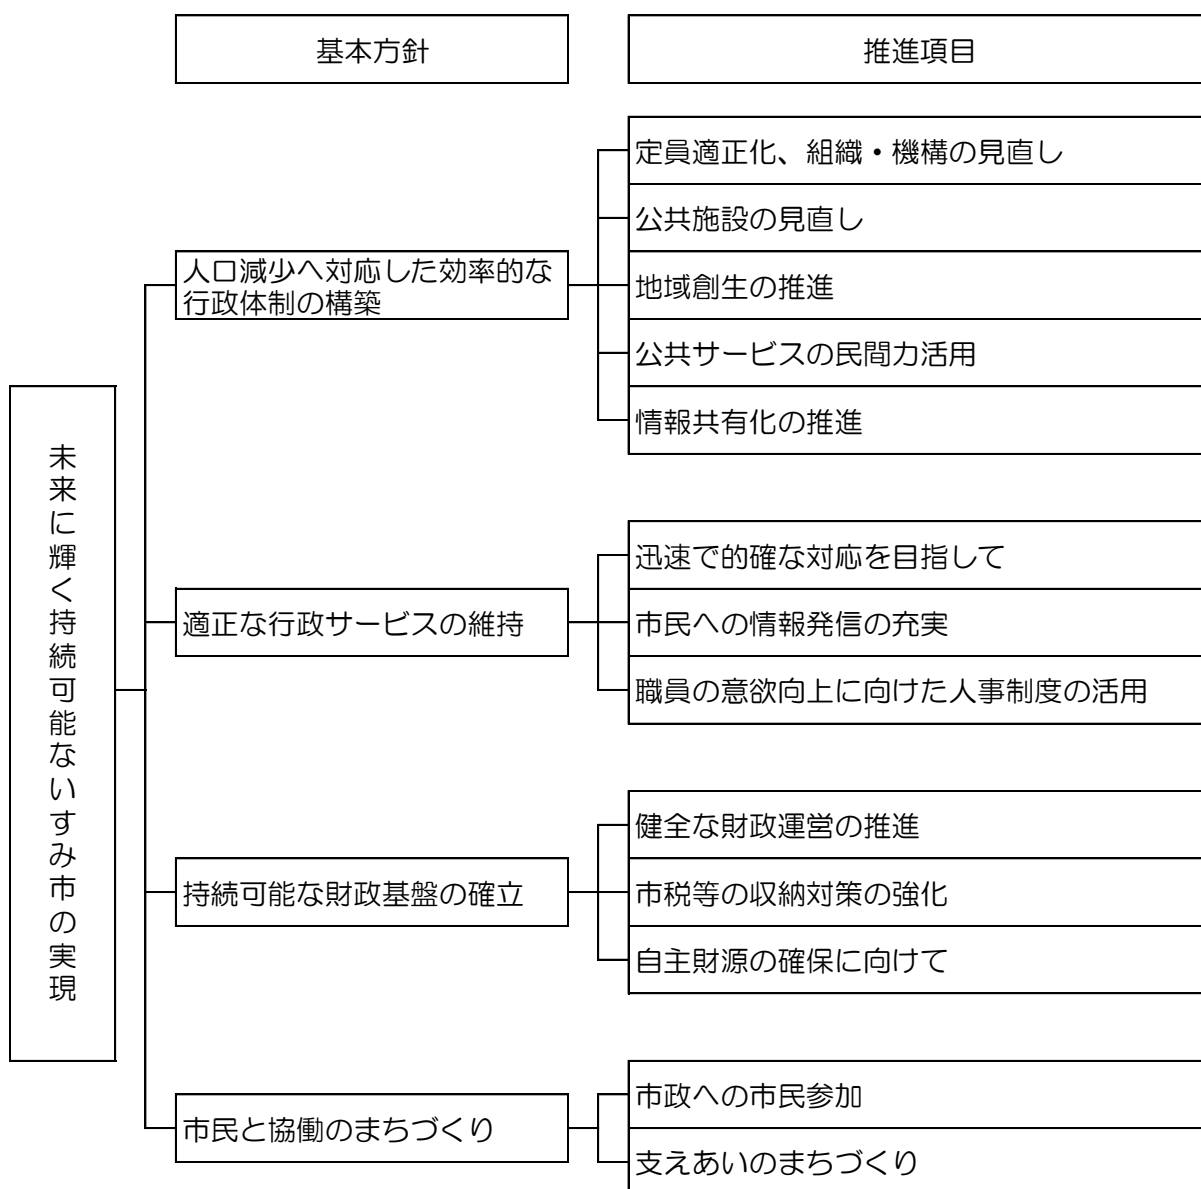 基本方針
推進項目
未来に輝く持続可能ないすみ市の実現
人口減少へ対応した効率的な
行政体制の構築
定員適正化、組織・機構の見直し
公共施設の見直し
地域創生の推進
公共サービスの民間力活用
情報共有化の推進
適正な行政サービスの維持
迅速で的確な対応を目指して
市民への情報発信の充実
職員の意欲向上に向けた人事制度の活用
持続可能な財政基盤の確立
健全な財政運営の推進
市税等の収納対策の強化
自主財源の確保に向けて
市民と協働のまちづくり
市政への市民参加
支えあいのまちづくり